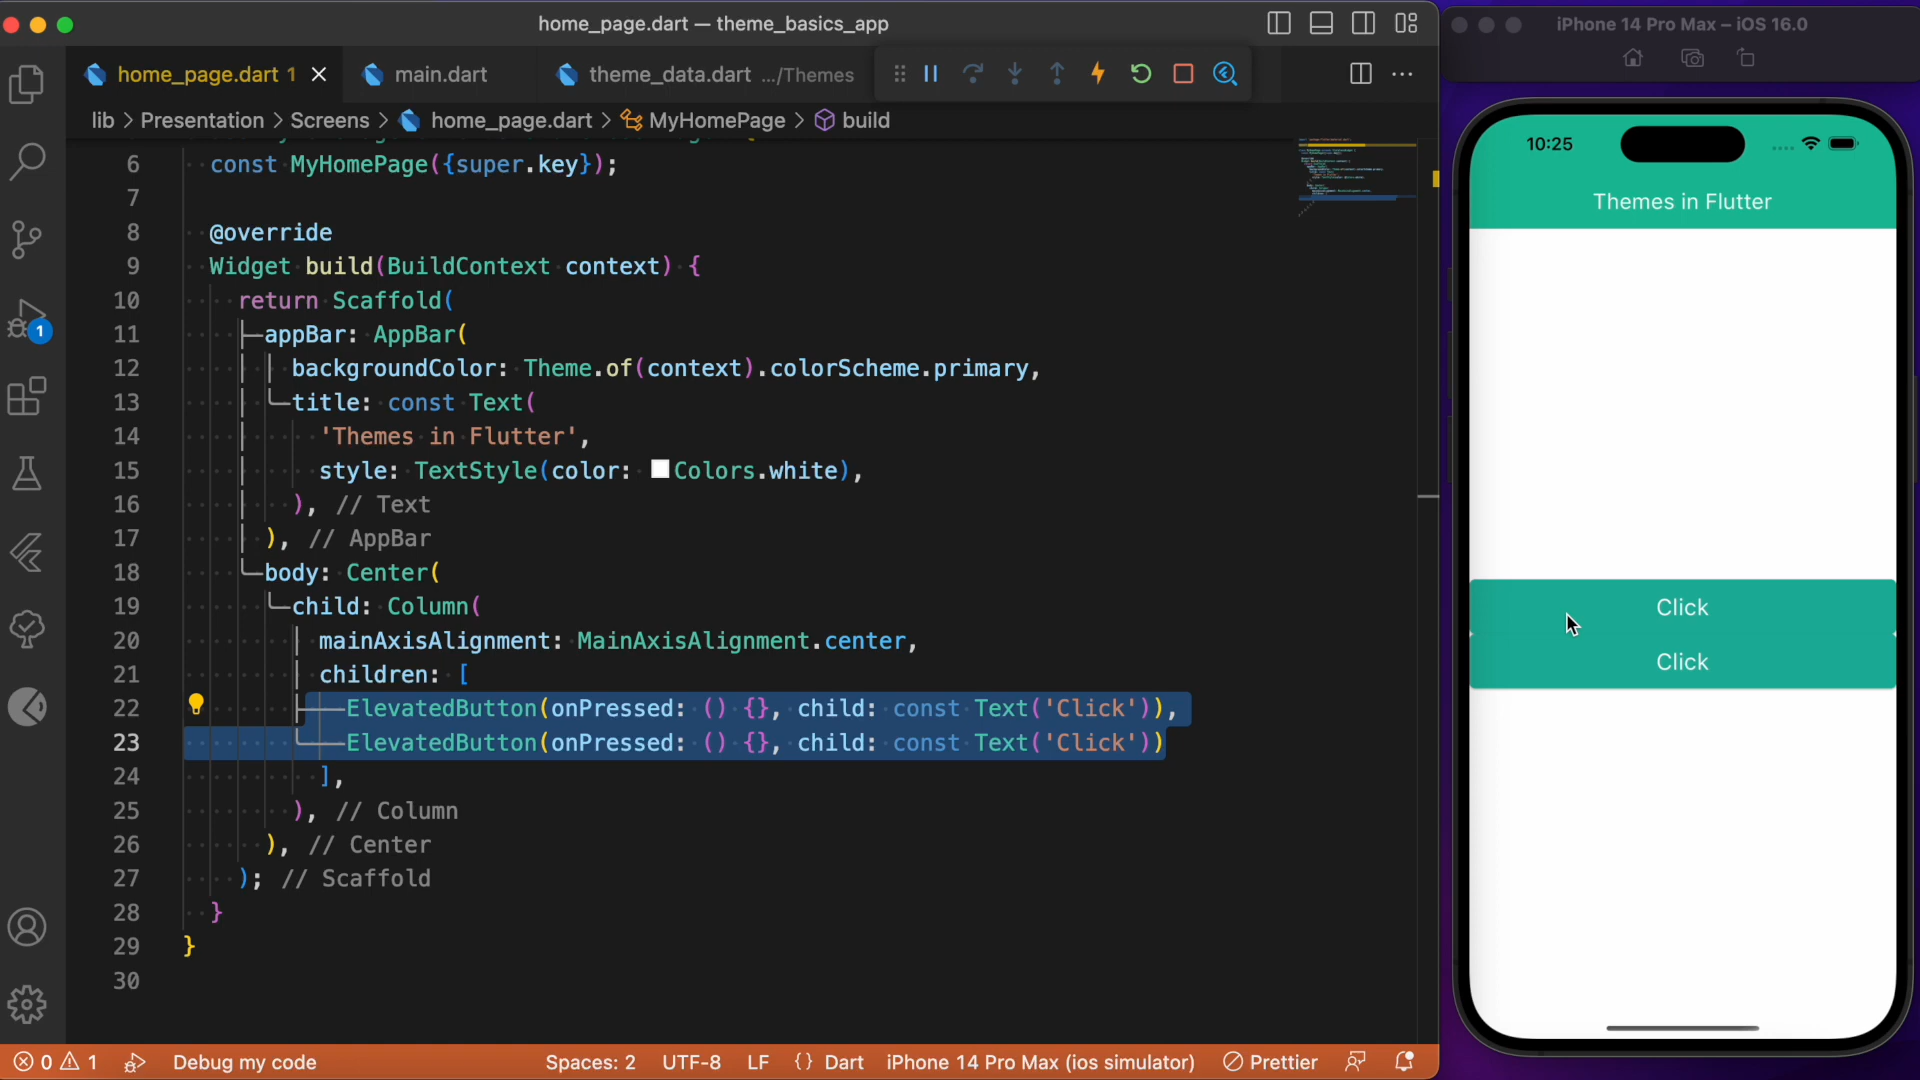 home_page.dart — theme_basics_app
home_page.dart 1
main.dart
theme_data.dart .../Themes
lib > Presentation > Screens > home_page.dart > MyHomePage > build
6 const MyHomePage({super.key});
7
8 @override
9 Widget build(BuildContext context) {
10 return Scaffold(
11 appBar: AppBar(
12 backgroundColor: Theme.of(context).colorScheme.primary,
13 title: const Text(
14 'Themes in Flutter',
15 style: TextStyle(color: Colors.white),
16 ), // Text
17 ), // AppBar
18 body: Center(
19 child: Column(
20 mainAxisAlignment: MainAxisAlignment.center,
21 children: [
22 ElevatedButton(onPressed: () {}, child: const Text('Click')),
23 ElevatedButton(onPressed: () {}, child: const Text('Click'))
24 ],
25 ), // Column
26 ), // Center
27 ); // Scaffold
28 }
29 }
30
1
0 1 Debug my code Spaces: 2 UTF-8 LF {} Dart iPhone 14 Pro Max (ios simulator) Prettier
iPhone 14 Pro Max – iOS 16.0
10:25
Themes in Flutter
Click
Click